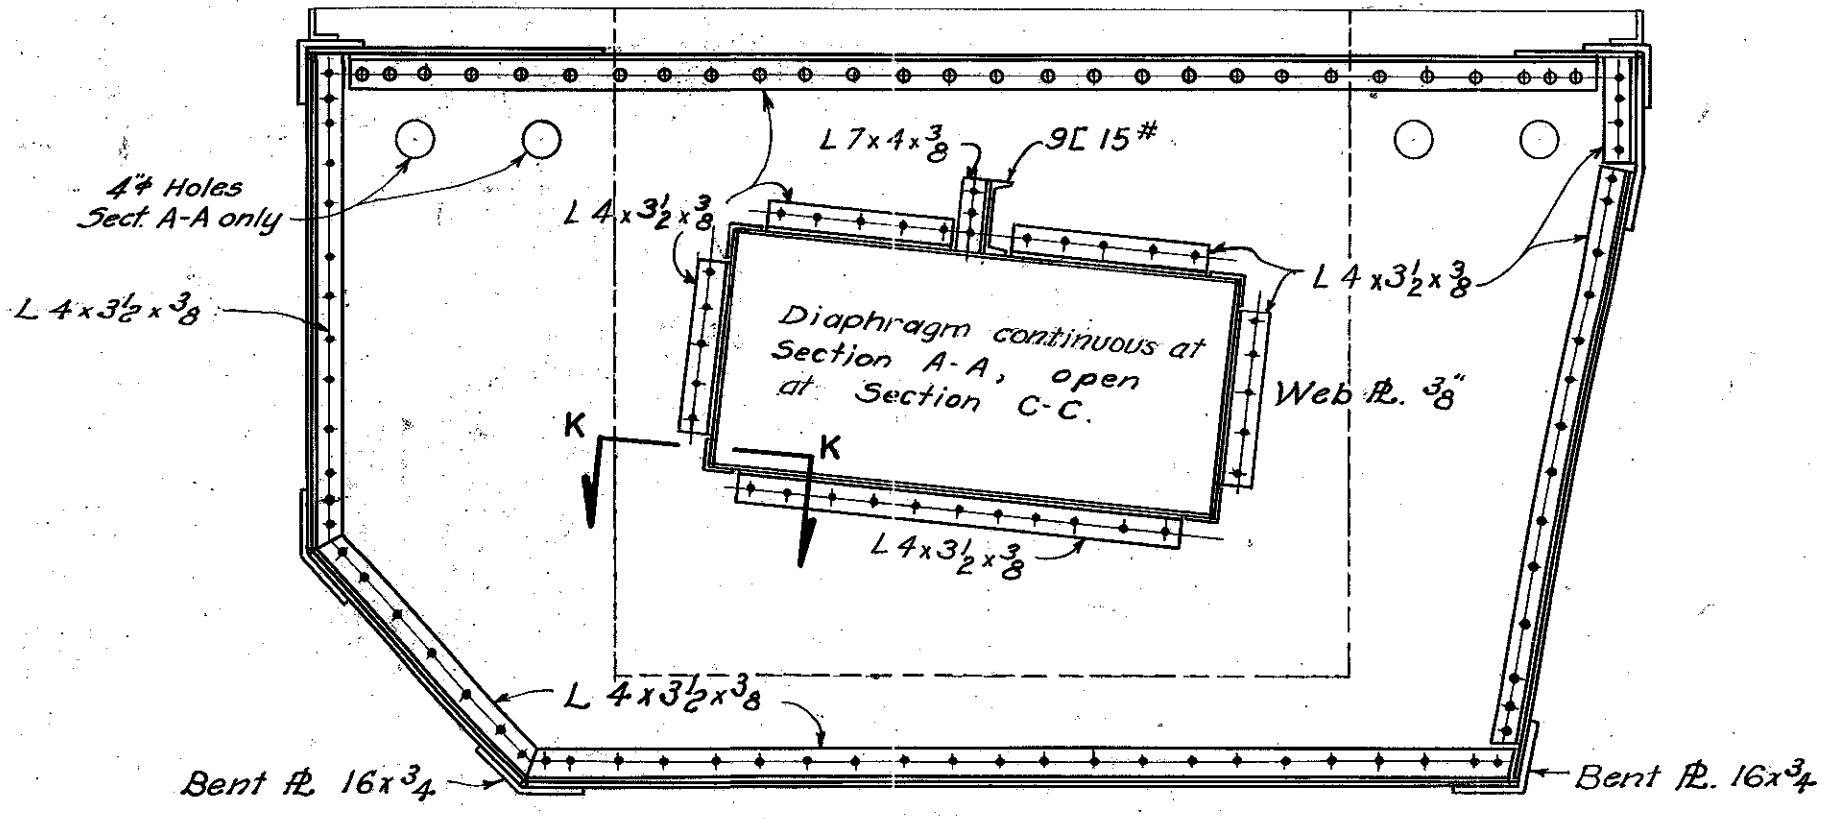 L 7 x 4 x 3/8
9[ 15#
4"ϕ Holes
Sect. A-A only
L 4 x 3 1/2 x 3/8
L 4 x 3 1/2 x 3/8
L 4 x 3 1/2 x 3/8
Diaphragm continuous at
Section A-A, open
at Section C-C.
Web ℙL. 3/8"
K
K
L 4 x 3 1/2 x 3/8
L 4 x 3 1/2 x 3/8
Bent PL 16 x 3/4
Bent PL. 16 x 3/4